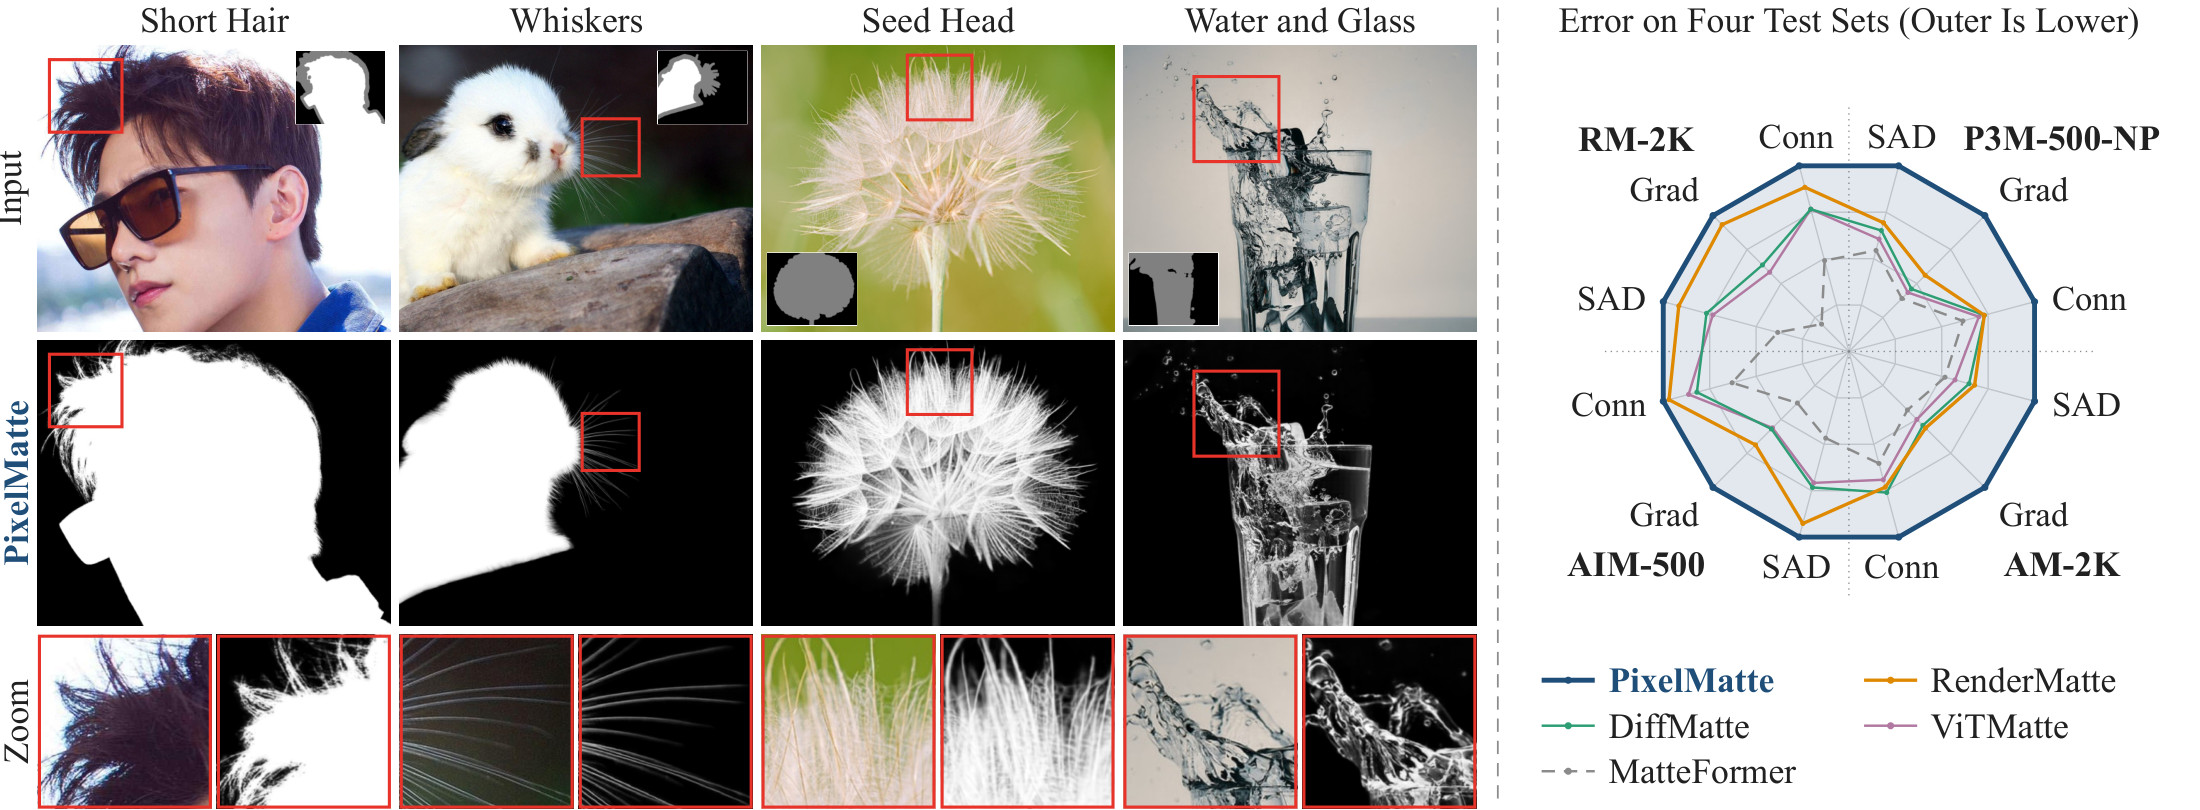 Short Hair
Whiskers
Seed Head
Water and Glass
Error on Four Test Sets (Outer Is Lower)
Input
PixelMatte
Zoom
RM-2K
Conn
SAD
P3M-500-NP
Grad
Grad
SAD
Conn
Conn
SAD
Grad
Grad
AIM-500
SAD
Conn
AM-2K
PixelMatte
RenderMatte
DiffMatte
ViTMatte
MatteFormer